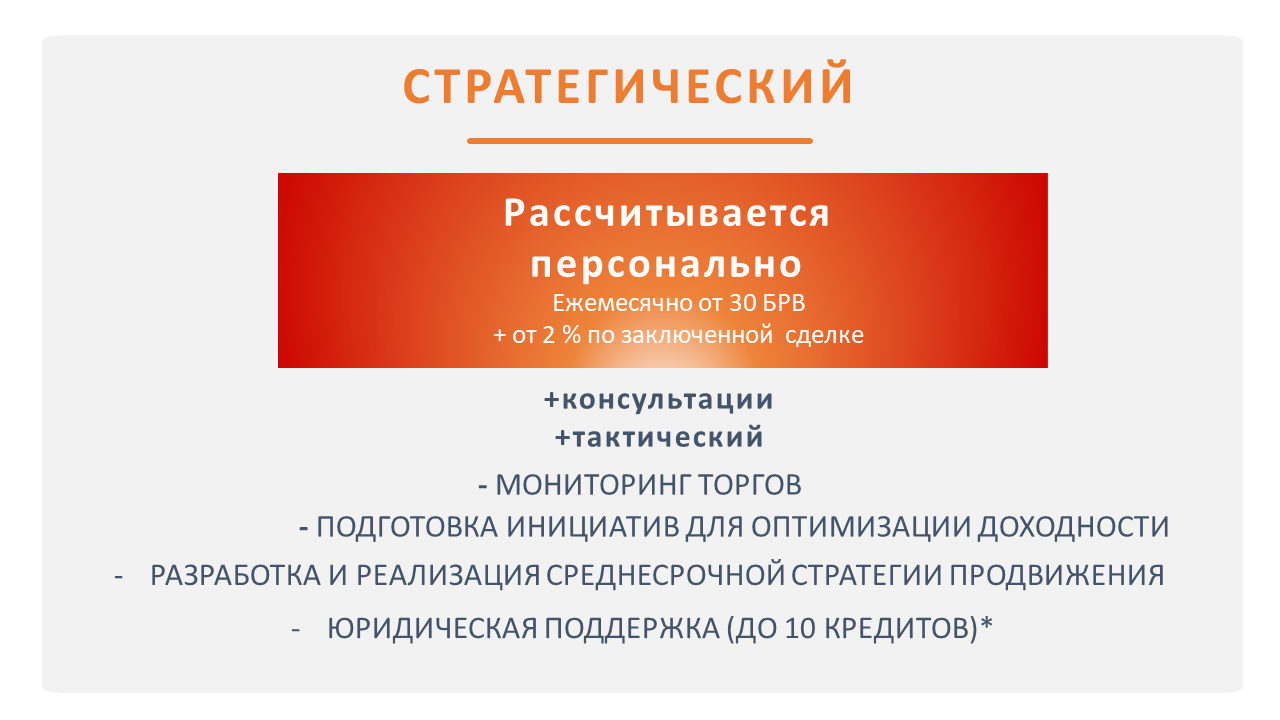 СТРАТЕГИЧЕСКИЙ
Рассчитывается
персонально
Ежемесячно от 30 БРВ
+ от 2 % по заключенной сделке
+консультации
+тактический
- МОНИТОРИНГ ТОРГОВ
- ПОДГОТОВКА ИНИЦИАТИВ ДЛЯ ОПТИМИЗАЦИИ ДОХОДНОСТИ
- РАЗРАБОТКА И РЕАЛИЗАЦИЯ СРЕДНЕСРОЧНОЙ СТРАТЕГИИ ПРОДВИЖЕНИЯ
- ЮРИДИЧЕСКАЯ ПОДДЕРЖКА (ДО 10 КРЕДИТОВ)*